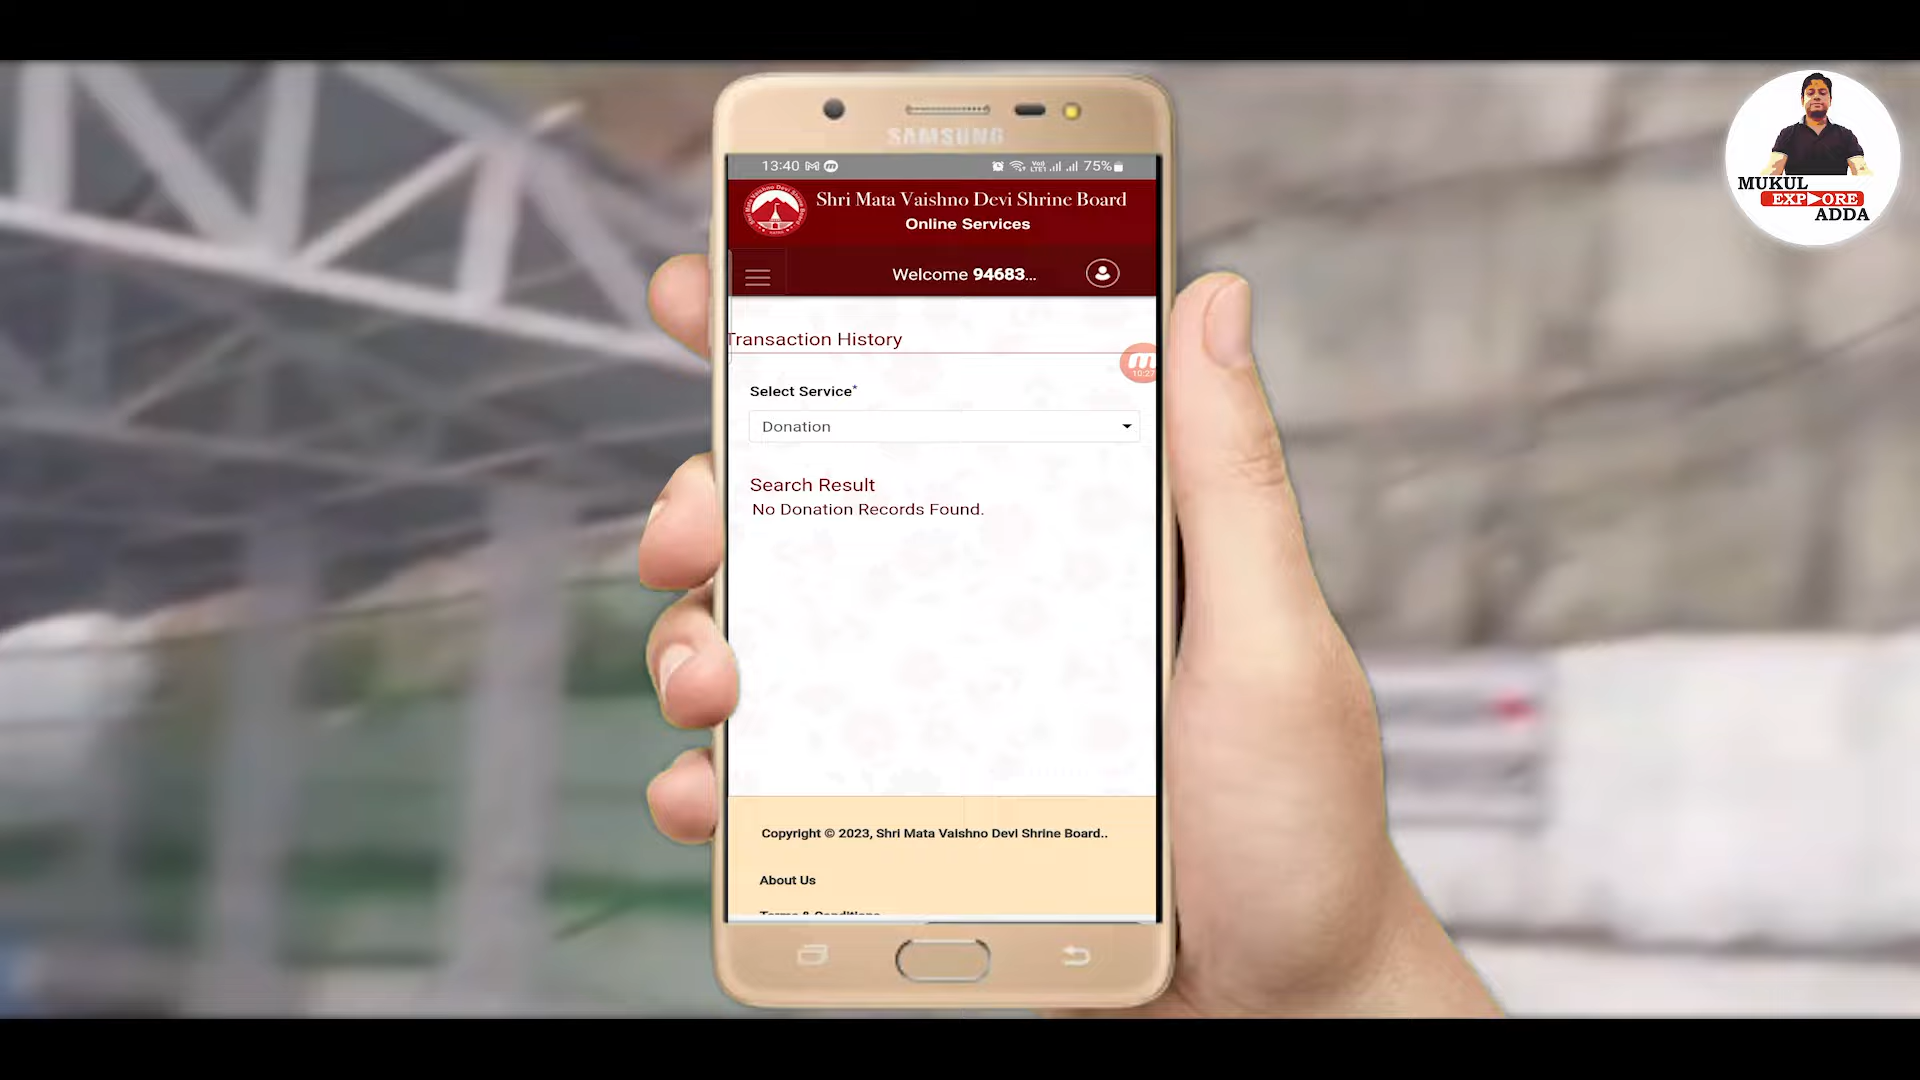 SAMSUNG
13:40 75%
Shri Mata Vaishno Devi Shrine Board
Online Services
Welcome 94683...
Transaction History
10:27
Select Service*
Donation
Search Result
No Donation Records Found.
Copyright © 2023, Shri Mata Vaishno Devi Shrine Board..
About Us
Terms & Conditions
MUKUL
EXPLORE
ADDA